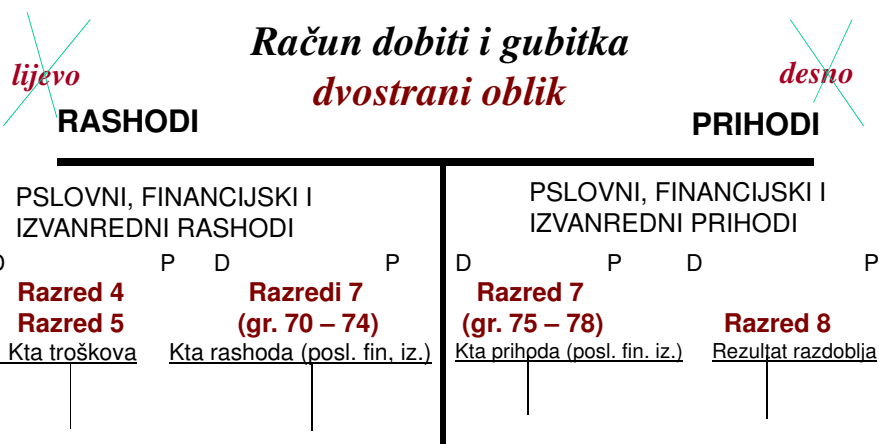 Račun dobiti i gubitka
dvostrani oblik
lijevo
desno
RASHODI
PRIHODI
PSLOVNI, FINANCIJSKI I
IZVANREDNI RASHODI
PSLOVNI, FINANCIJSKI I
IZVANREDNI PRIHODI
D P D P D P D P
Razred 4
Razred 5
Kta troškova
Razredi 7
(gr. 70 – 74)
Kta rashoda (posl. fin, iz.)
Razred 7
(gr. 75 – 78)
Kta prihoda (posl. fin. iz.)
Razred 8
Rezultat razdoblja